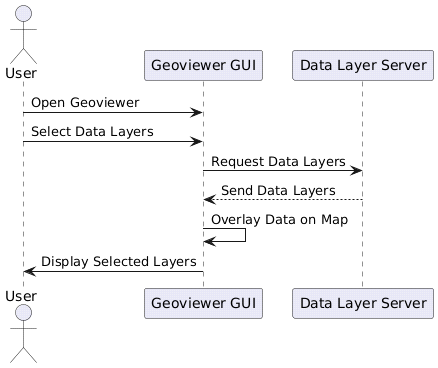 User
Geoviewer GUI
Data Layer Server
Open Geoviewer
Select Data Layers
Request Data Layers
Send Data Layers
Overlay Data on Map
Display Selected Layers
User
Geoviewer GUI
Data Layer Server